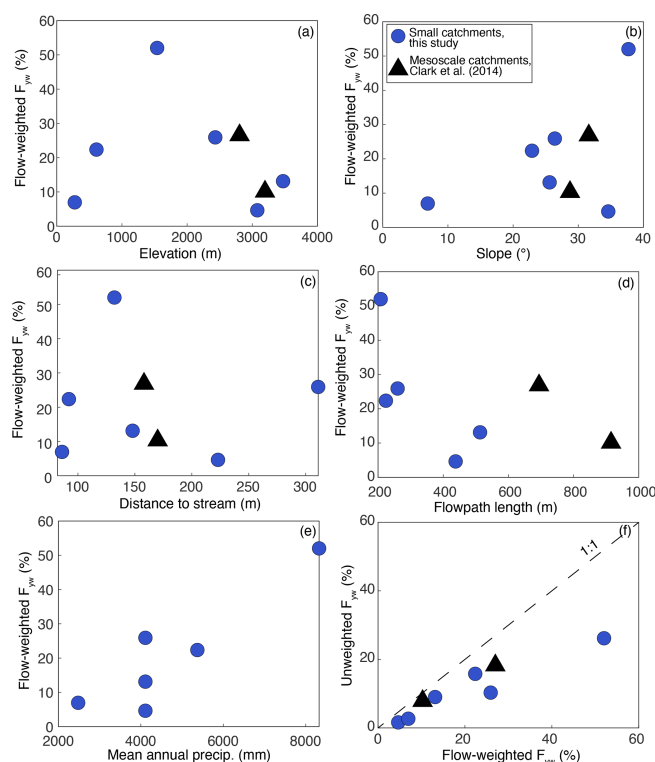 (a)
Flow-weighted Fyw (%)
60
50
40
30
20
10
0
0 1000 2000 3000 4000
Elevation (m)
(b)
Small catchments,
this study
Mesoscale catchments,
Clark et al. (2014)
Flow-weighted Fyw (%)
60
50
40
30
20
10
0
0 10 20 30 40
Slope (°)
(c)
Flow-weighted Fyw (%)
60
50
40
30
20
10
0
100 150 200 250 300
Distance to stream (m)
(d)
Flow-weighted Fyw (%)
60
50
40
30
20
10
0
200 400 600 800 1000
Flowpath length (m)
(e)
Flow-weighted Fyw (%)
60
50
40
30
20
10
0
2000 4000 6000 8000
Mean annual precip. (mm)
(f)
1:1
Unweighted Fyw (%)
60
40
20
0
0 20 40 60
Flow-weighted Fyw (%)